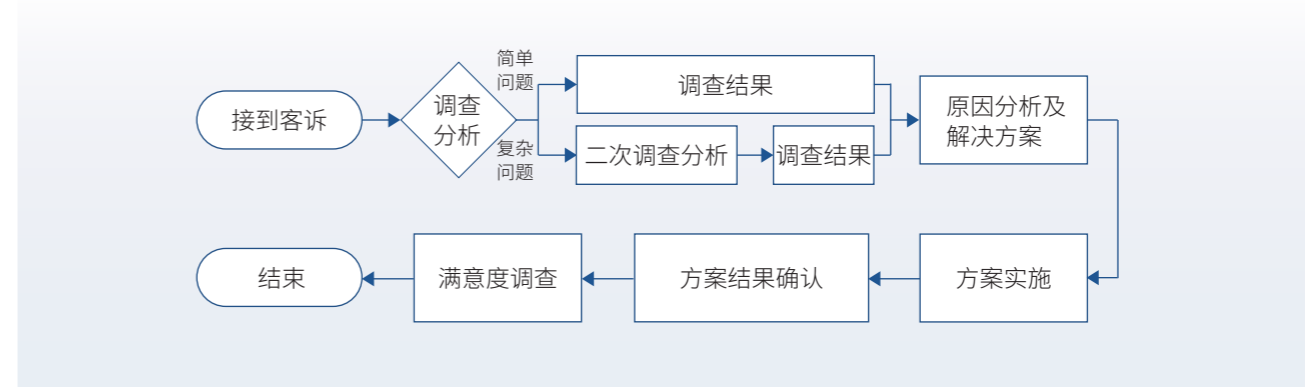 接到客诉
调查
分析
简单
问题
调查结果
复杂
问题
二次调查分析
调查结果
原因分析及
解决方案
方案实施
方案结果确认
满意度调查
结束